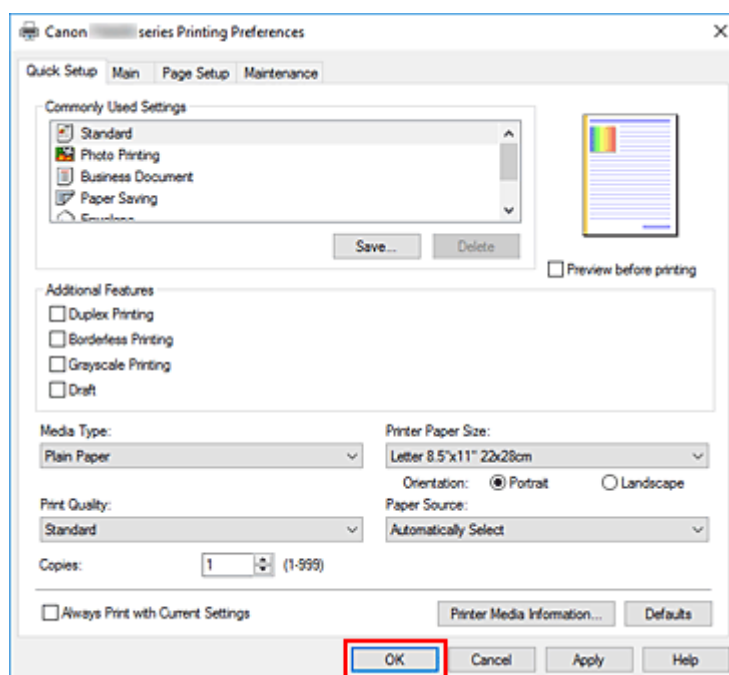 Canon series Printing Preferences
Quick Setup Main Page Setup Maintenance
Commonly Used Settings
Standard
Photo Printing
Business Document
Paper Saving
Envelope
Save... Delete
Preview before printing
Additional Features
Duplex Printing
Borderless Printing
Grayscale Printing
Draft
Media Type: Printer Paper Size:
Plain Paper Letter 8.5"x11" 22x28cm
Orientation: Portrait Landscape
Print Quality: Paper Source:
Standard Automatically Select
Copies: 1 (1-999)
Always Print with Current Settings Printer Media Information... Defaults
OK Cancel Apply Help